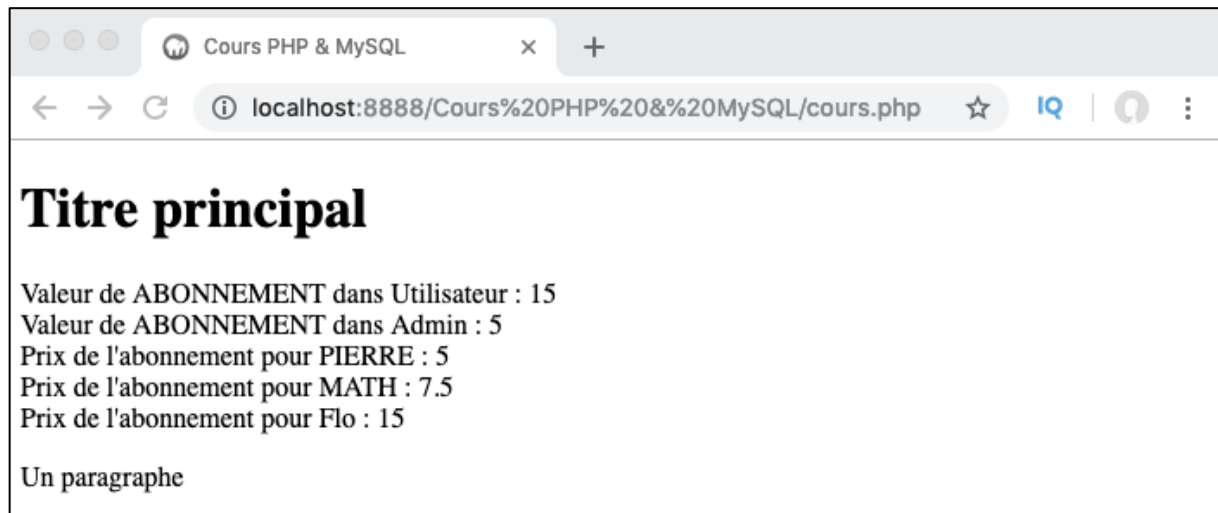 Cours PHP & MySQL
localhost:8888/Cours%20PHP%20&%20MySQL/cours.php
IQ
Titre principal
Valeur de ABONNEMENT dans Utilisateur : 15
Valeur de ABONNEMENT dans Admin : 5
Prix de l'abonnement pour PIERRE : 5
Prix de l'abonnement pour MATH : 7.5
Prix de l'abonnement pour Flo : 15
Un paragraphe